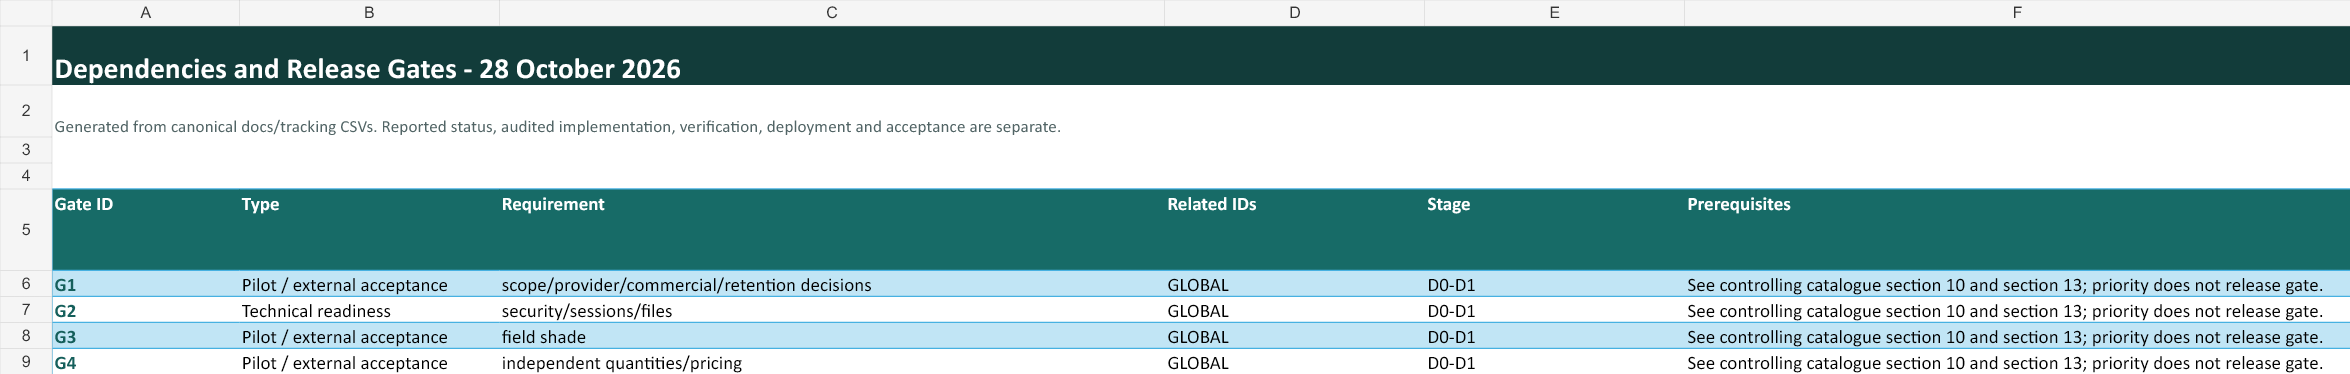 A B C D E F
1 Dependencies and Release Gates - 28 October 2026
2 Generated from canonical docs/tracking CSVs. Reported status, audited implementation, verification, deployment and acceptance are separate.
3
4
5 Gate ID Type Requirement Related IDs Stage Prerequisites
6 G1 Pilot / external acceptance scope/provider/commercial/retention decisions GLOBAL D0-D1 See controlling catalogue section 10 and section 13; priority does not release gate.
7 G2 Technical readiness security/sessions/files GLOBAL D0-D1 See controlling catalogue section 10 and section 13; priority does not release gate.
8 G3 Pilot / external acceptance field shade GLOBAL D0-D1 See controlling catalogue section 10 and section 13; priority does not release gate.
9 G4 Pilot / external acceptance independent quantities/pricing GLOBAL D0-D1 See controlling catalogue section 10 and section 13; priority does not release gate.